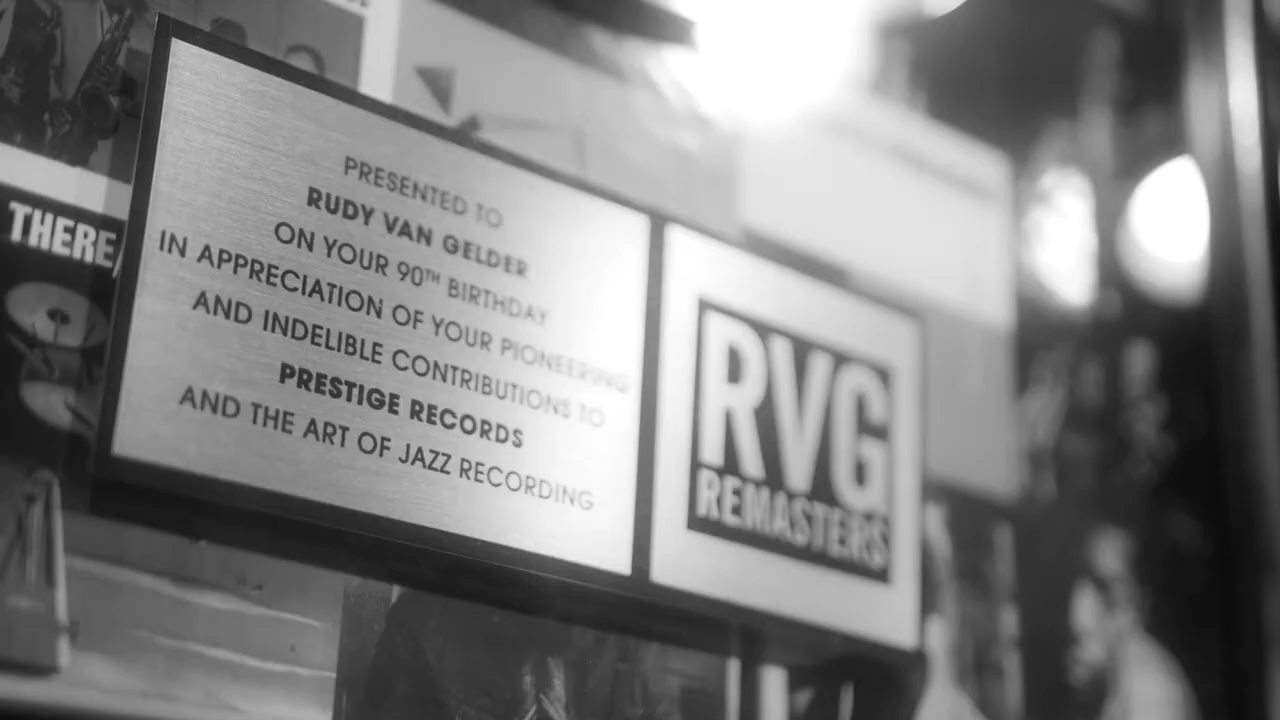 THERE
PRESENTED TO
RUDY VAN GELDER
ON YOUR 90TH BIRTHDAY
IN APPRECIATION OF YOUR PIONEERING
AND INDELIBLE CONTRIBUTIONS TO
PRESTIGE RECORDS
AND THE ART OF JAZZ RECORDING
RVG
REMASTERS